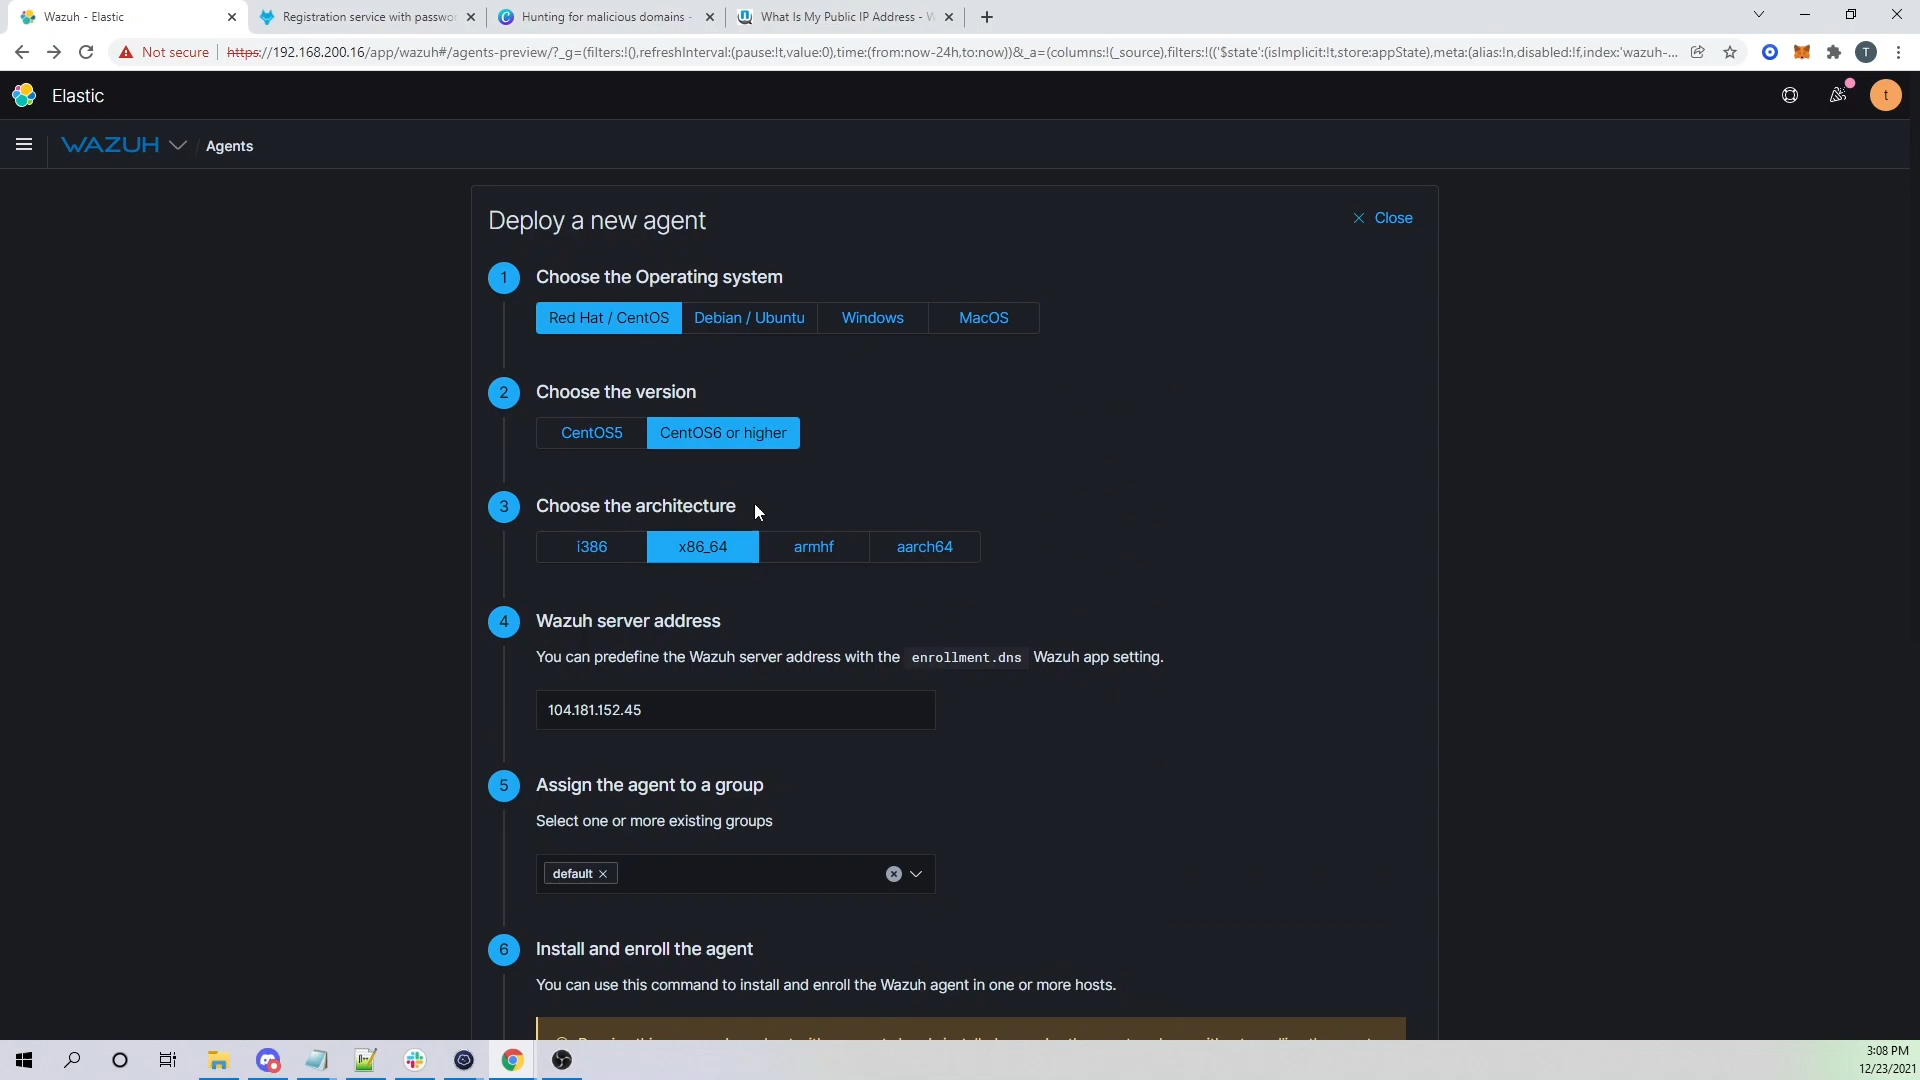 Wazuh - Elastic
Registration service with passwo
Hunting for malicious domains -
What Is My Public IP Address - W
Not secure
https://192.168.200.16/app/wazuh#/agents-preview/?_g=(filters:!(),refreshInterval:(pause:!t,value:0),time:(from:now-24h,to:now))&_a=(columns:!(_source),filters:!(('$state':(isImplicit:!t,store:appState),meta:(alias:!n,disabled:!f,index:'wazuh-...
T
Elastic
t
WAZUH
Agents
Deploy a new agent
Close
1
Choose the Operating system
Red Hat / CentOS
Debian / Ubuntu
Windows
MacOS
2
Choose the version
CentOS5
CentOS6 or higher
3
Choose the architecture
i386
x86_64
armhf
aarch64
4
Wazuh server address
You can predefine the Wazuh server address with the enrollment.dns Wazuh app setting.
104.181.152.45
5
Assign the agent to a group
Select one or more existing groups
default
6
Install and enroll the agent
You can use this command to install and enroll the Wazuh agent in one or more hosts.
3:08 PM
12/23/2021